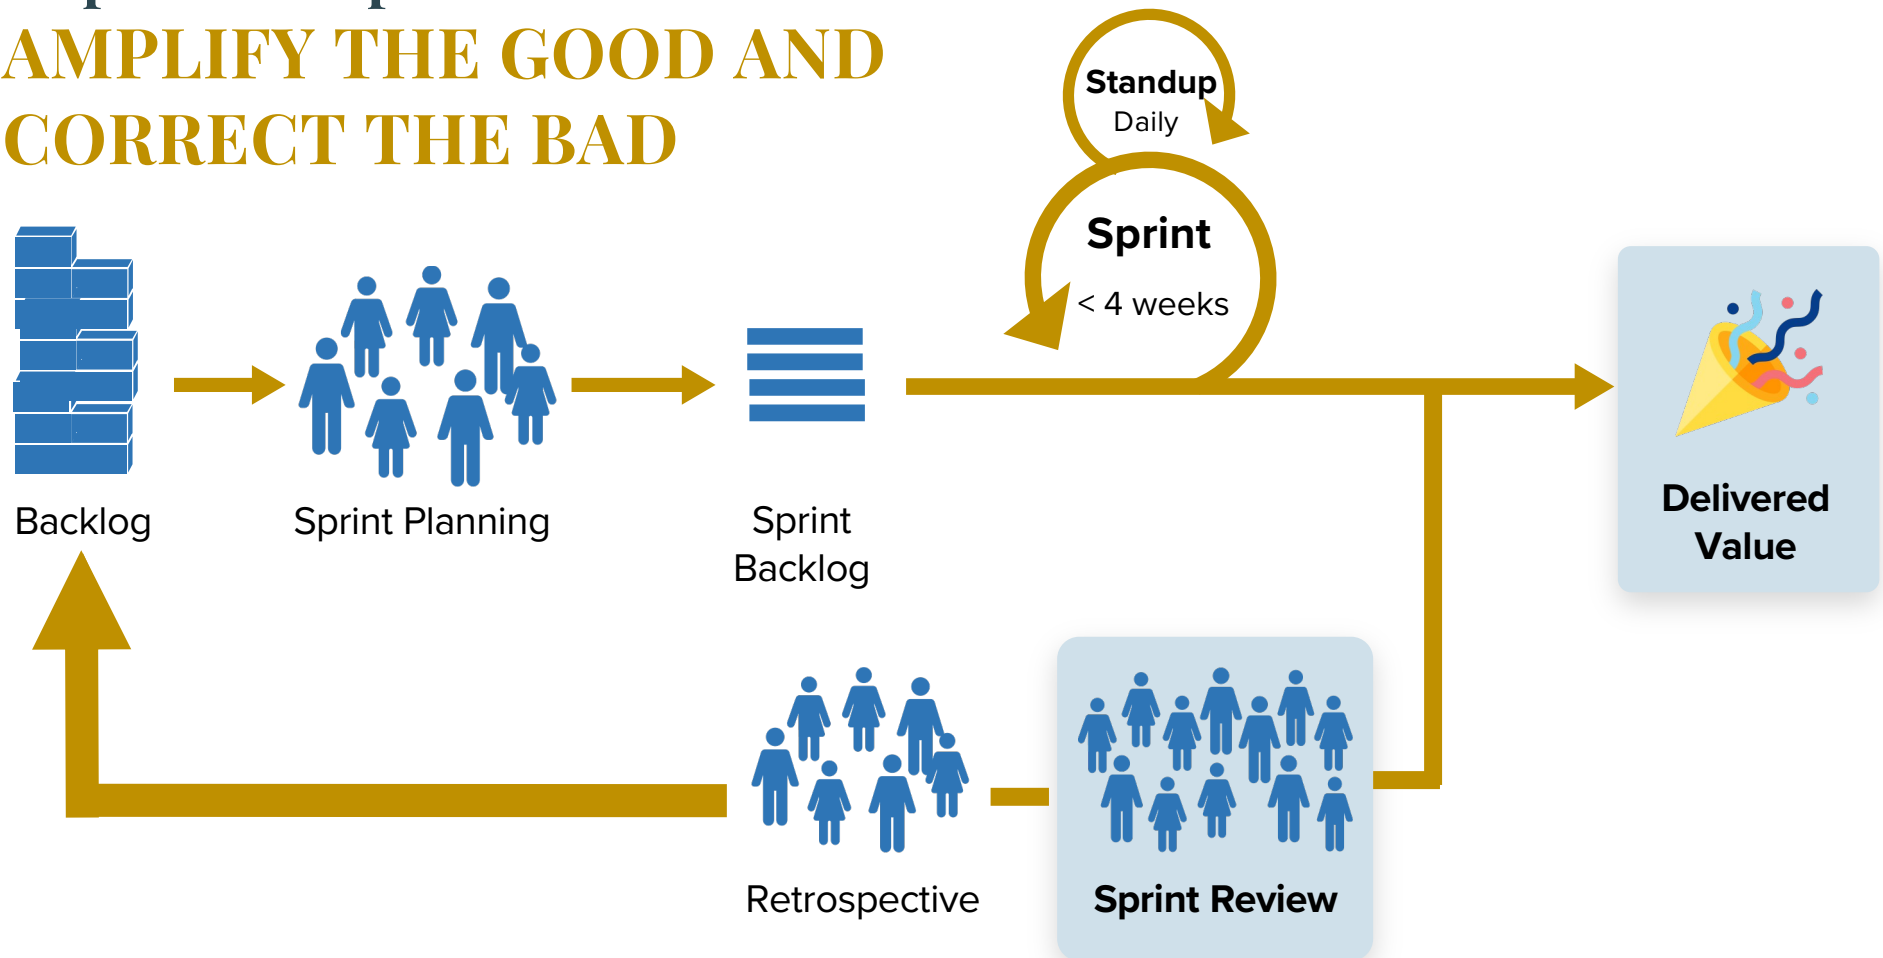 AMPLIFY THE GOOD AND
CORRECT THE BAD
Standup
Daily
Sprint
< 4 weeks
Backlog
Sprint Planning
Sprint
Backlog
Delivered
Value
Retrospective
Sprint Review